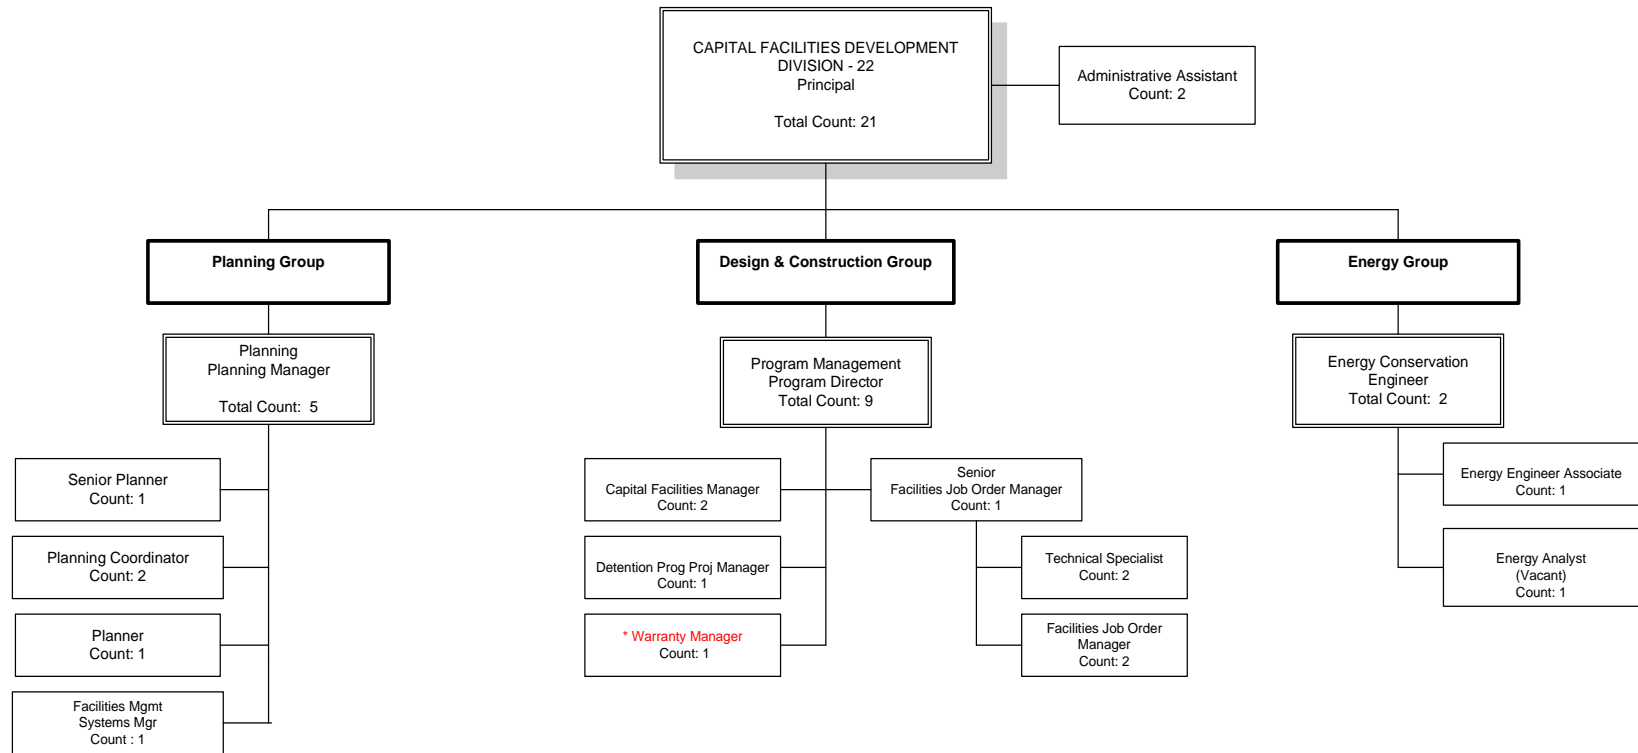 CAPITAL FACILITIES DEVELOPMENT
DIVISION - 22
Principal
Total Count: 21
Administrative Assistant
Count: 2
Planning Group
Design & Construction Group
Energy Group
Planning
Planning Manager
Total Count:  5
Program Management
Program Director
Total Count: 9
Energy Conservation
Engineer
Total Count:  2
Senior Planner
Count: 1
Planning Coordinator
Count: 2
Planner
Count: 1
Facilities Mgmt
Systems Mgr
Count : 1
Capital Facilities Manager
Count: 2
Detention Prog Proj Manager
Count: 1
* Warranty Manager
Count: 1
Senior
Facilities Job Order Manager
Count: 1
Technical Specialist
Count: 2
Facilities Job Order
Manager
Count: 2
Energy Engineer Associate
Count: 1
Energy Analyst
(Vacant)
Count: 1